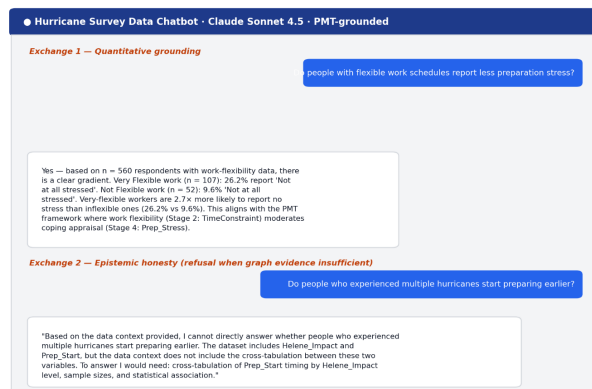 ● Hurricane Survey Data Chatbot · Claude Sonnet 4.5 · PMT-grounded
Exchange 1 — Quantitative grounding
people with flexible work schedules report less preparation stress?
Yes — based on n = 560 respondents with work-flexibility data, there
is a clear gradient. Very Flexible work (n = 107): 26.2% report 'Not
at all stressed'. Not Flexible work (n = 52): 9.6% 'Not at all
stressed'. Very-flexible workers are 2.7× more likely to report no
stress than inflexible ones (26.2% vs 9.6%). This aligns with the PMT
framework where work flexibility (Stage 2: TimeConstraint) moderates
coping appraisal (Stage 4: Prep_Stress).
Exchange 2 — Epistemic honesty (refusal when graph evidence insufficient)
Do people who experienced multiple hurricanes start preparing earlier?
"Based on the data context provided, I cannot directly answer whether people who experienced
multiple hurricanes start preparing earlier. The dataset includes Helene_Impact and
Prep_Start, but the data context does not include the cross-tabulation between these two
variables. To answer I would need: cross-tabulation of Prep_Start timing by Helene_Impact
level, sample sizes, and statistical association."